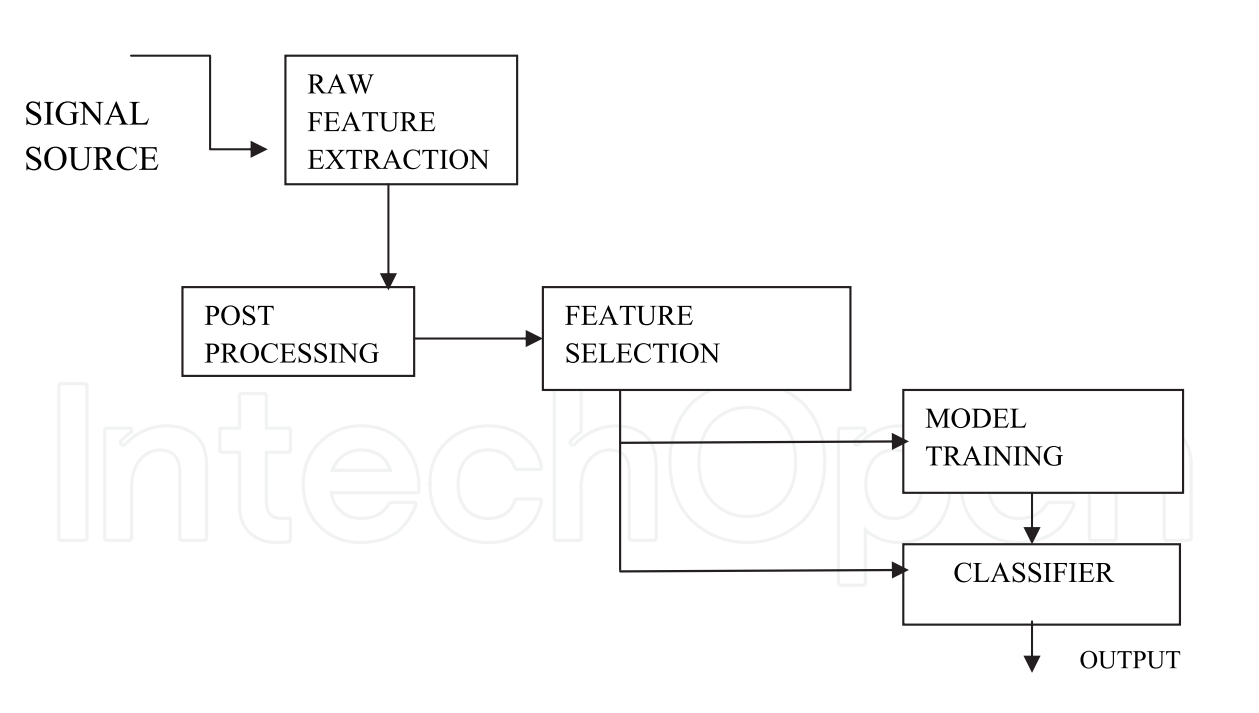 SIGNAL
SOURCE
RAW
FEATURE
EXTRACTION
POST
PROCESSING
FEATURE
SELECTION
MODEL
TRAINING
CLASSIFIER
OUTPUT
IntechOpen